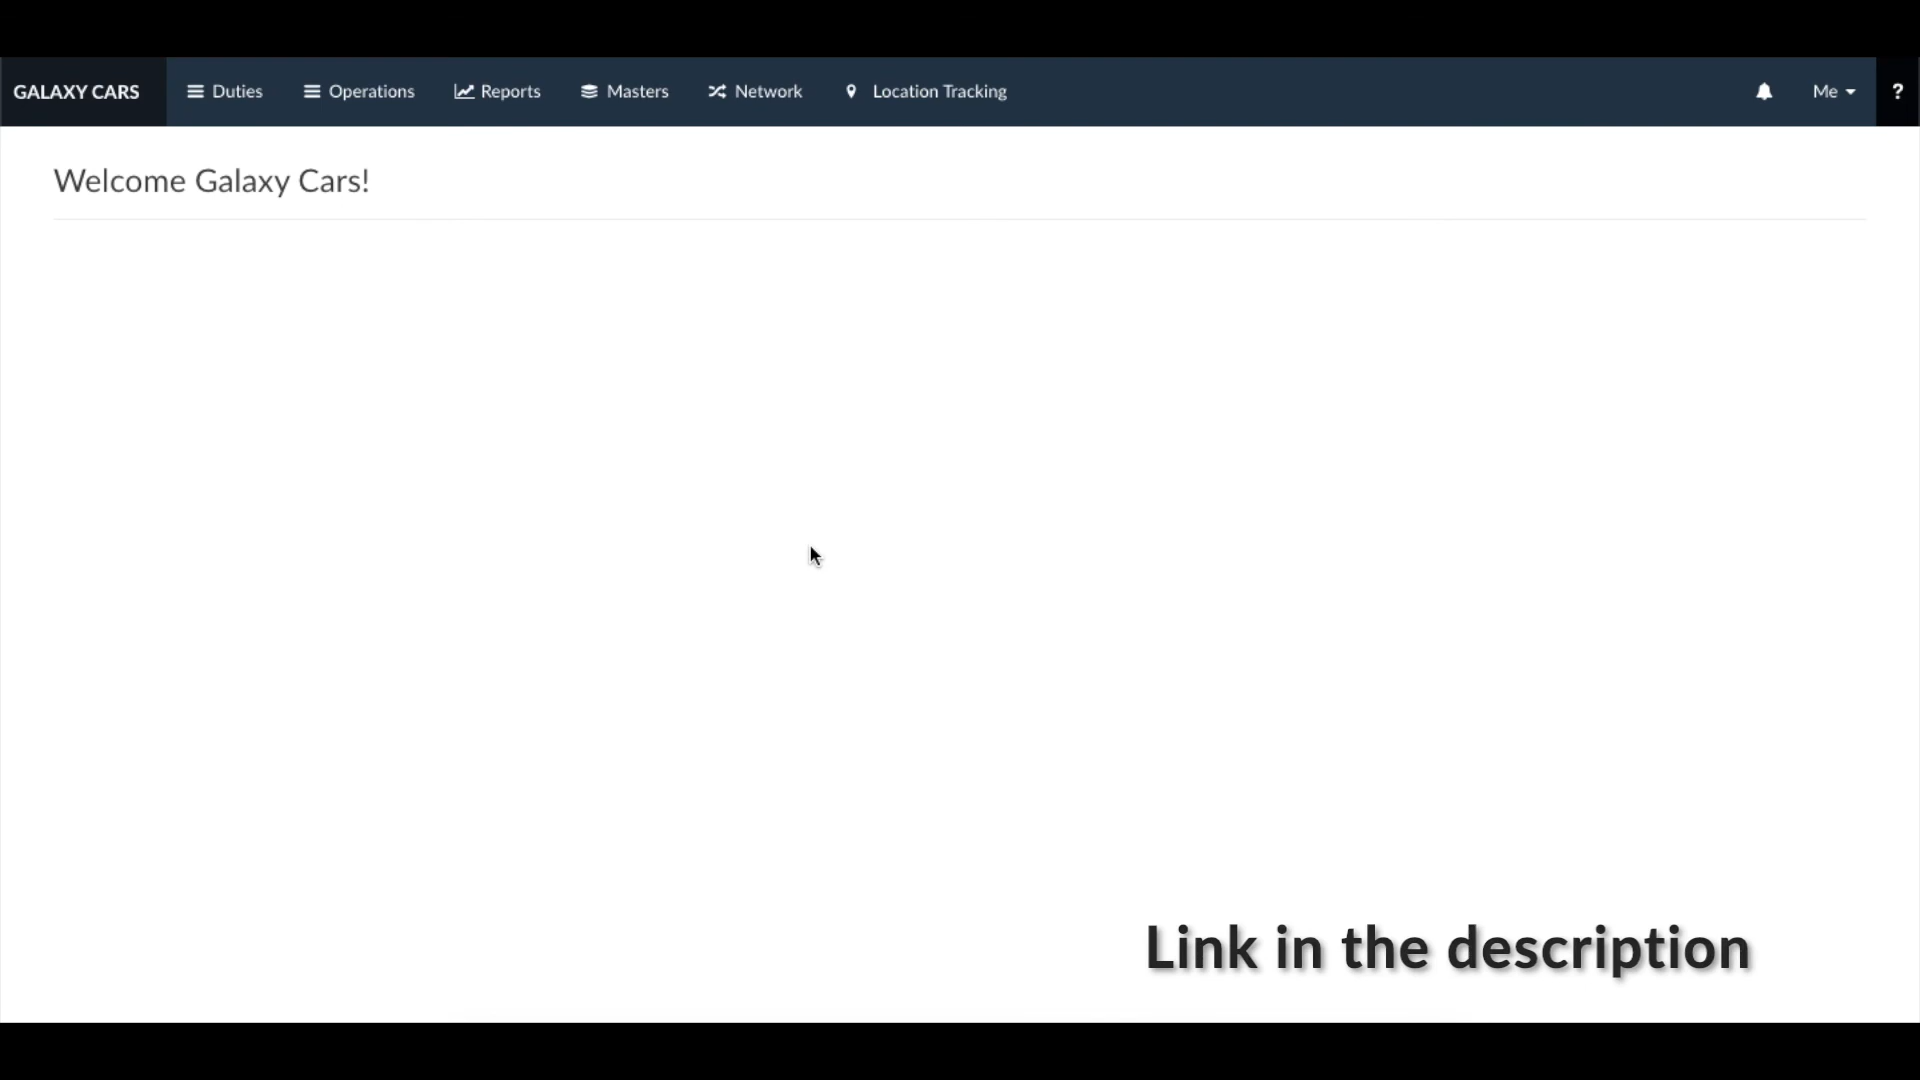 GALAXY CARS Duties Operations Reports Masters Network Location Tracking Me ?
Welcome Galaxy Cars!
Link in the description